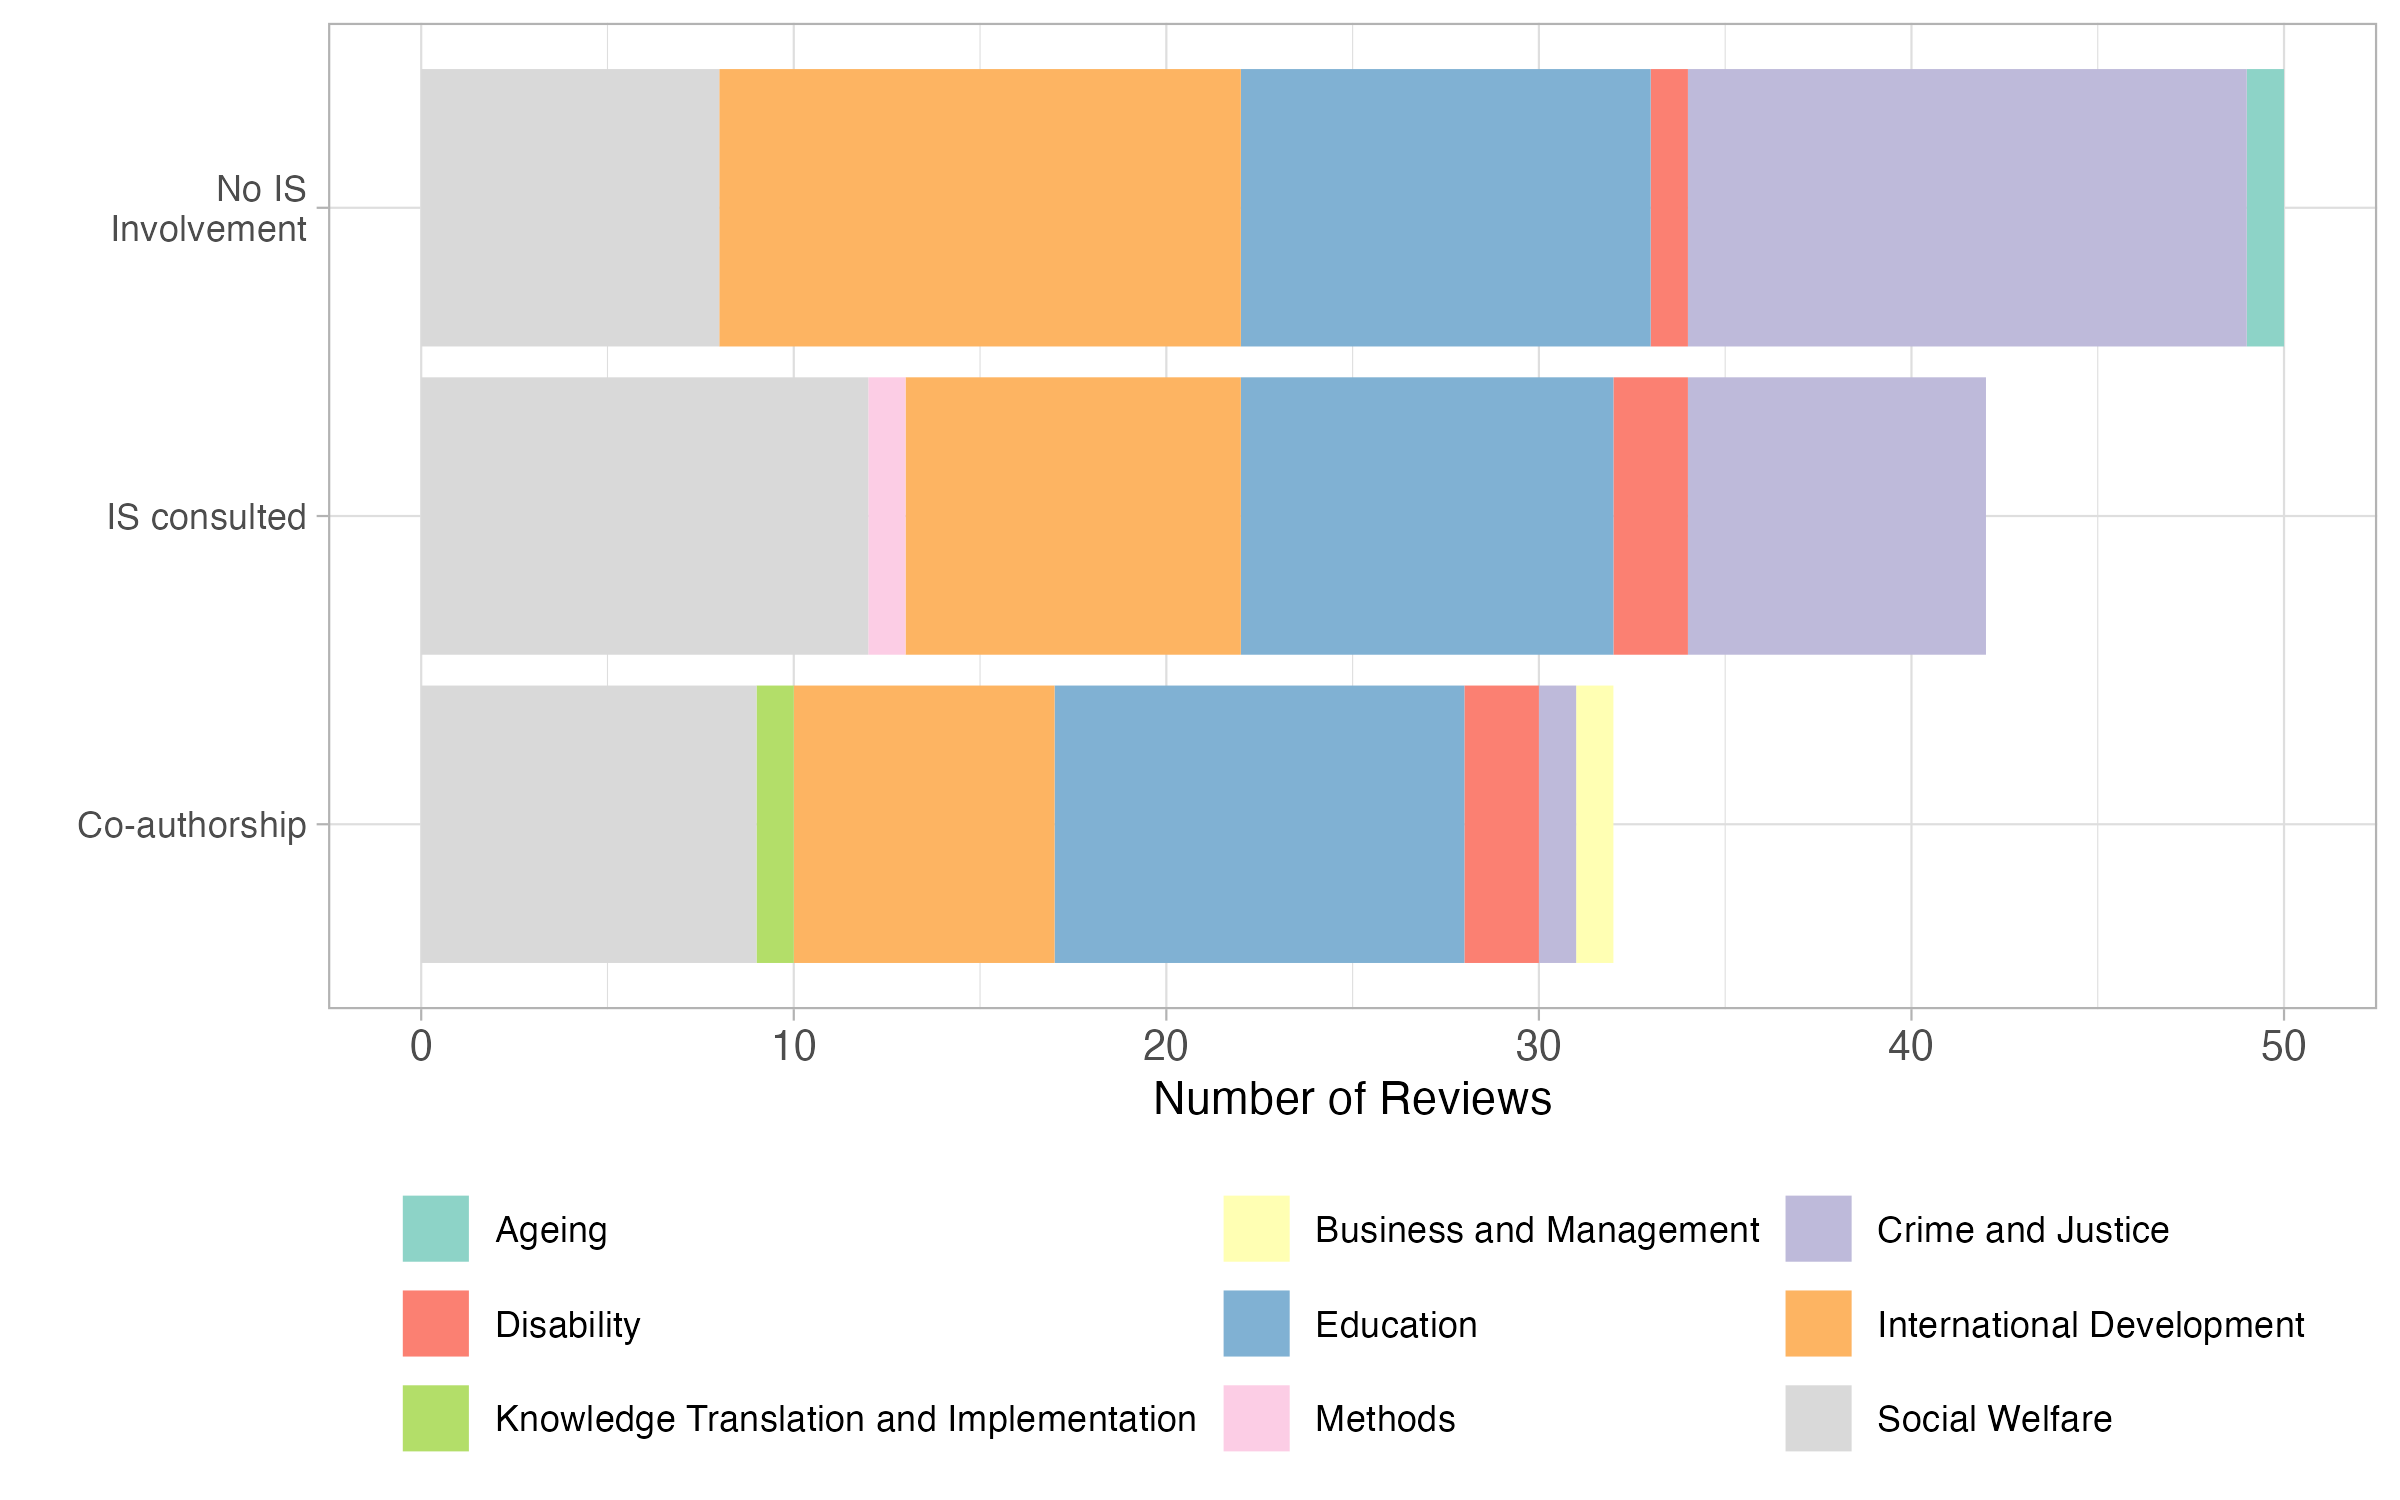 No IS
Involvement
IS consulted
Co-authorship
0 10 20 30 40 50
Number of Reviews
Ageing
Business and Management
Crime and Justice
Disability
Education
International Development
Knowledge Translation and Implementation
Methods
Social Welfare